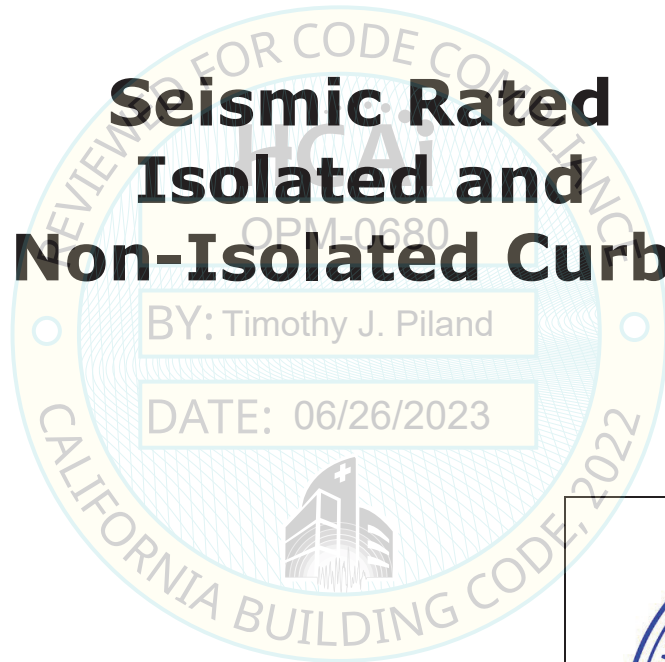 REVIEWED FOR CODE COMPLIANCE
Seismic Rated
HCAi
Isolated and
OPM-0680
Non-Isolated Curb
BY: Timothy J. Piland
DATE: 06/26/2023
CALIFORNIA BUILDING CODE, 2022